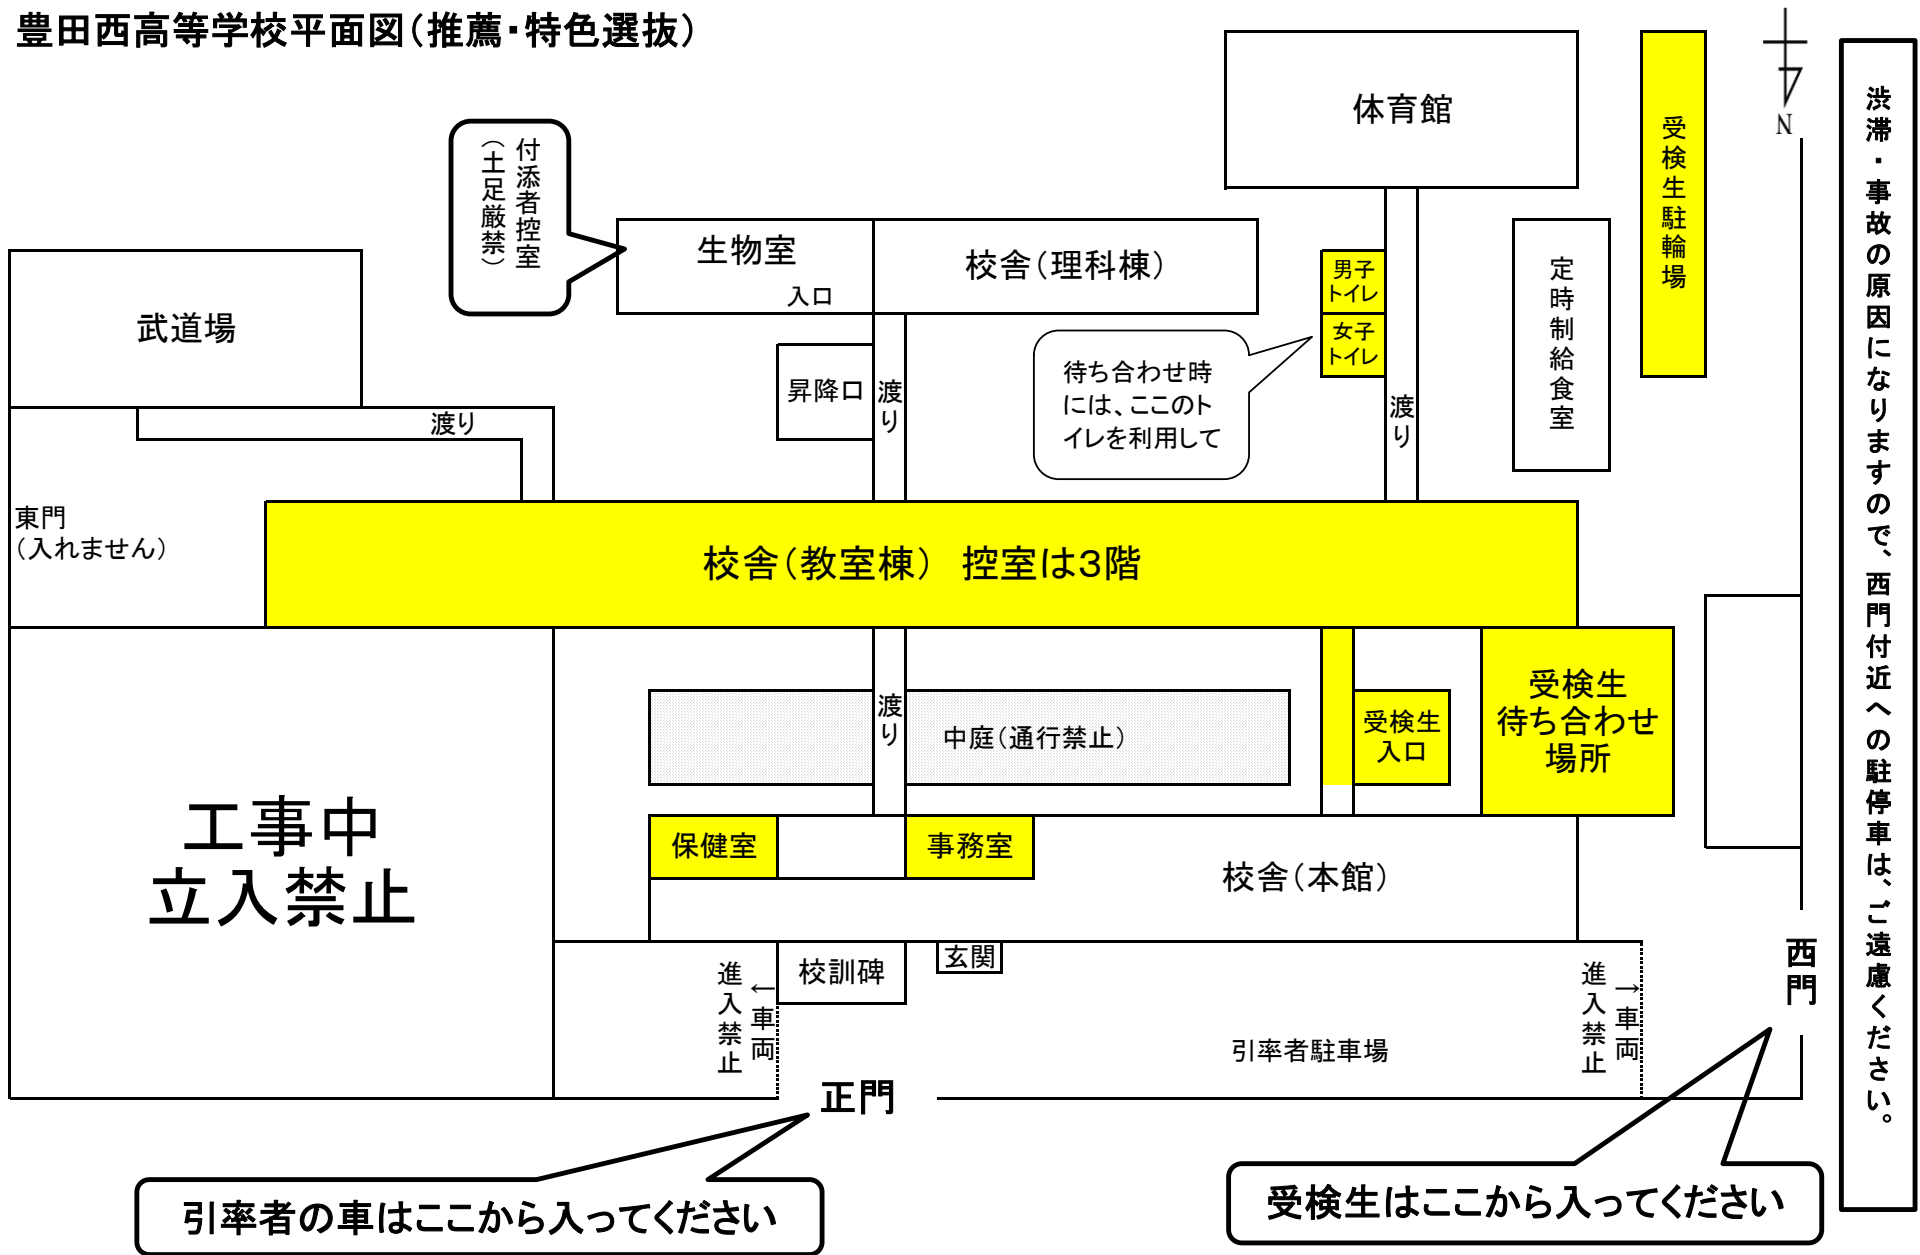 豊田西高等学校平面図（推薦・特色選抜）
体育館
受検生駐輪場
N
渋滞・事故の原因になりますので、西門付近への駐停車は、ご遠慮ください。
付添者控室
（土足厳禁）
生物室
入口
校舎（理科棟）
男子
トイレ
女子
トイレ
定時制給食室
武道場
昇降口
渡り
待ち合わせ時
には、ここのト
イレを利用して
渡り
渡り
東門
（入れません）
校舎（教室棟）　控室は３階
渡り
中庭（通行禁止）
受検生
入口
受検生
待ち合わせ
場所
工事中
立入禁止
保健室
事務室
校舎（本館）
←車両
進入禁止
校訓碑
玄関
引率者駐車場
→車両
進入禁止
西門
正門
引率者の車はここから入ってください
受検生はここから入ってください